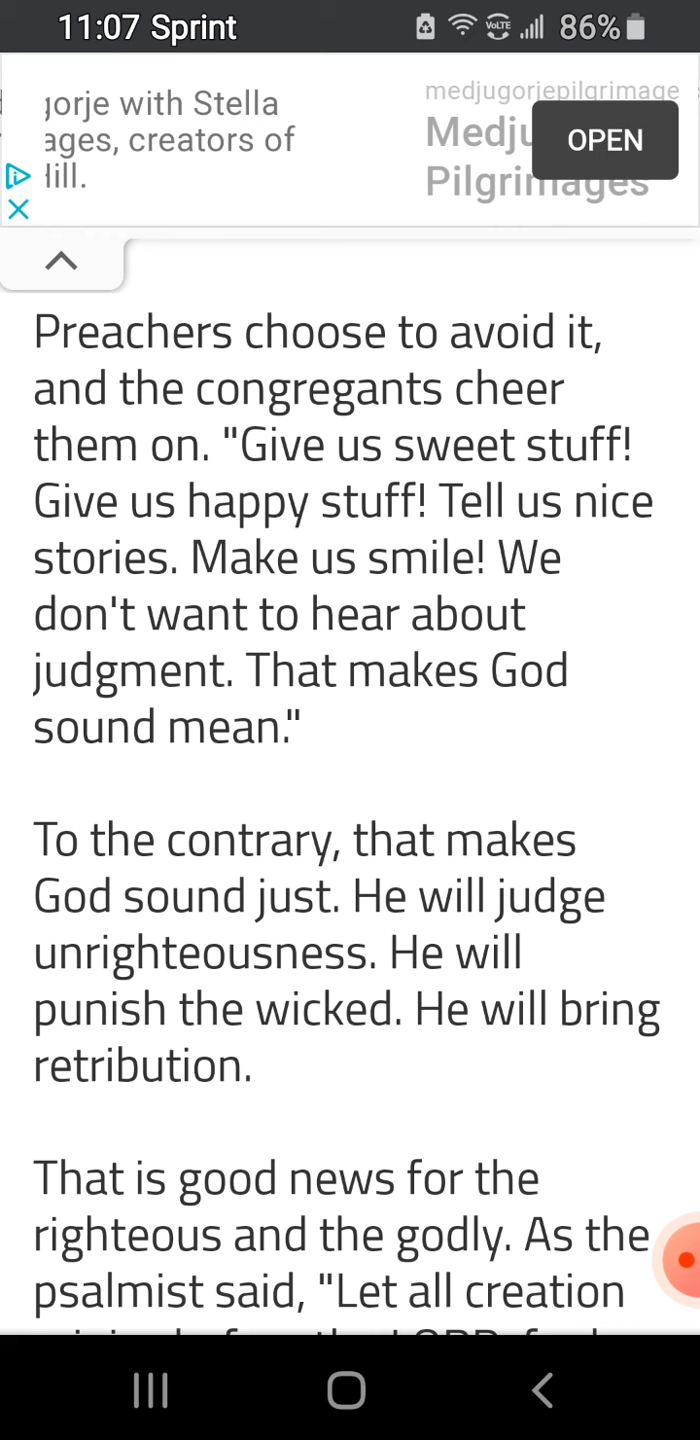 11:07 Sprint
VoLTE
86%
gorje with Stella
ages, creators of
Hill.
medjugorjepilgrimage
Medju
Pilgrimages
OPEN
Preachers choose to avoid it,
and the congregants cheer
them on. "Give us sweet stuff!
Give us happy stuff! Tell us nice
stories. Make us smile! We
don't want to hear about
judgment. That makes God
sound mean."
To the contrary, that makes
God sound just. He will judge
unrighteousness. He will
punish the wicked. He will bring
retribution.
That is good news for the
righteous and the godly. As the
psalmist said, "Let all creation